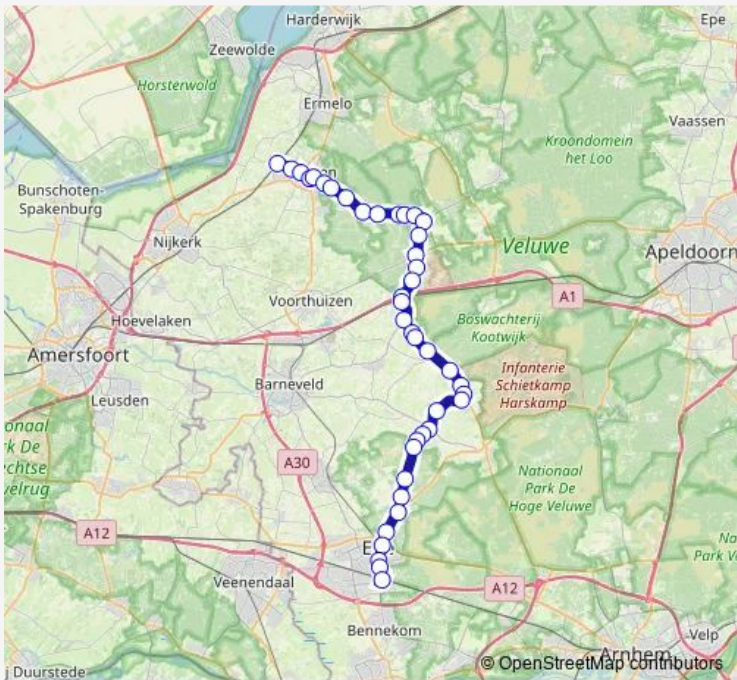 Harderwijk
Epe
Zeewolde
Horsterwold
Ermelo
Vaassen
Kroondomein
het Loo
Bunschoten-
Spakenburg
Nijkerk
Veluwe
Apeldoorn
A1
Voorthuizen
Hoevelaken
Boswachterij
Kootwijk
Amersfoort
Infanterie
Schietkamp
Harskamp
Barneveld
Leusden
A30
Nationaal
Park De
Hoge Veluwe
A12
Veenendaal
A12
Bennekom
Velp
Arnhem
j Duurstede
© OpenStreetMap contributors